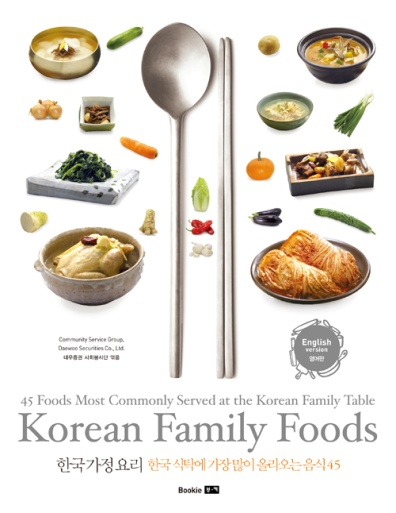 Community Service Group,
Daewoo Securities Co., Ltd.
대우증권 사회봉사단 엮음
English
version
영어판
45 Foods Most Commonly Served at the Korean Family Table
Korean Family Foods
한국 가정 요리 한국 식탁에 가장 많이 올라오는 음식 45
Bookie 부·키